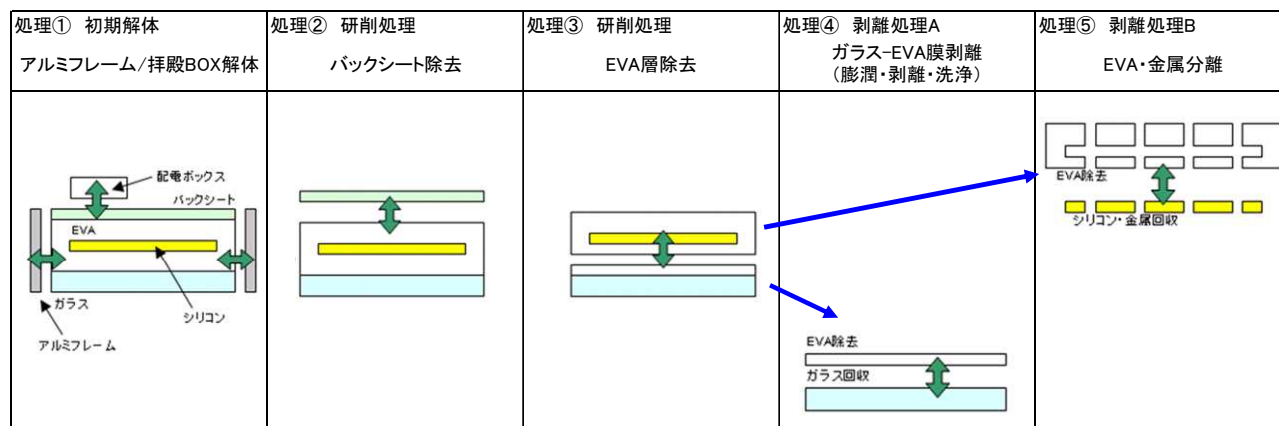 処理① 初期解体
アルミフレーム/拝殿BOX解体
処理② 研削処理
バックシート除去
処理③ 研削処理
EVA層除去
処理④ 剥離処理A
ガラス-EVA膜剥離
(膨潤・剥離・洗浄)
処理⑤ 剥離処理B
EVA・金属分離
配電ボックス
バックシート
EVA
ガラス
シリコン
アルミフレーム
EVA除去
ガラス回収
EVA除去
シリコン・金属回収